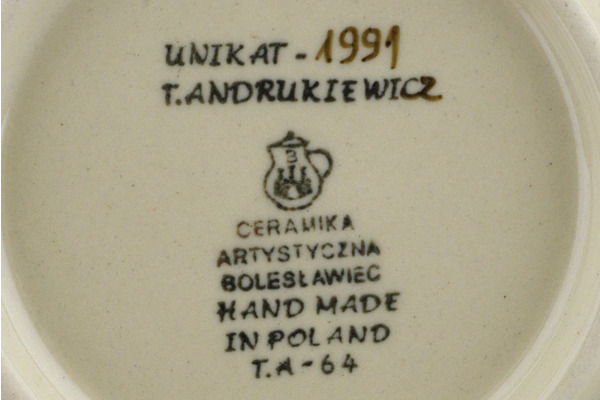 UNIKAT - 1991
T. ANDRUKIEWICZ
B
CERAMIKA
ARTYSTYCZNA
BOLESŁAWIEC
HAND MADE
IN POLAND
T.A - 64